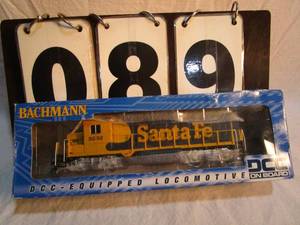 089
BACHMANN
Santa Fe
DCC-EQUIPPED LOCOMOTIVE
DCC
ON BOARD